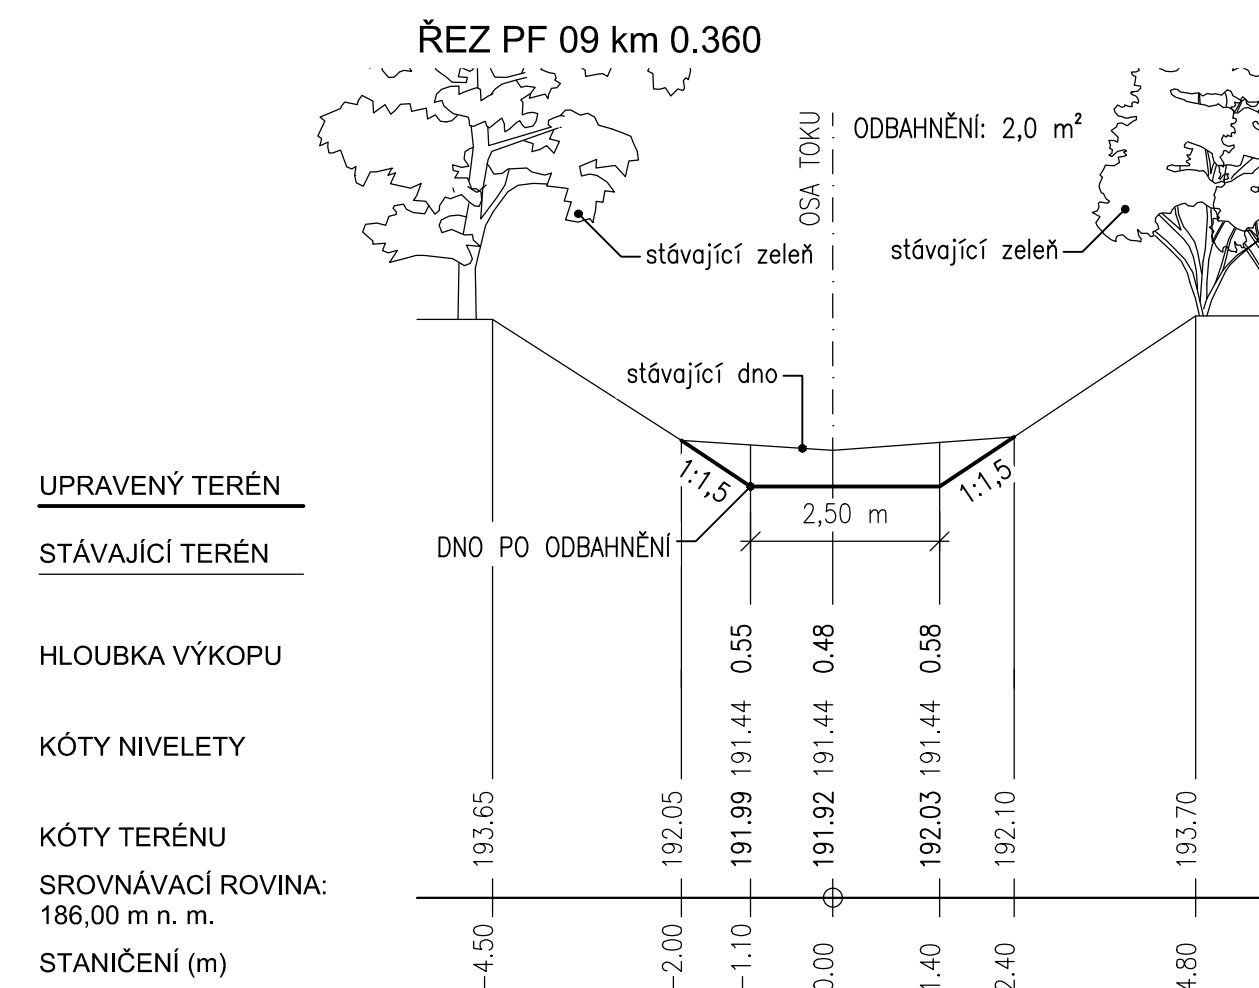 ŘEZ PF 09 km 0.360
OSA TOKU
ODBAHNĚNÍ: 2,0 m²
stávající zeleň
stávající zeleň
stávající dno
1:1,5
1:1,5
2,50 m
DNO PO ODBAHNĚNÍ
UPRAVENÝ TERÉN
STÁVAJÍCÍ TERÉN
HLOUBKA VÝKOPU
0.55 0.48 0.58
KÓTY NIVELETY
191.44 191.44 191.44
KÓTY TERÉNU
193.65 192.05 191.99 191.92 192.03 192.10 193.70
SROVNÁVACÍ ROVINA:
186,00 m n. m.
STANIČENÍ (m)
-4.50 -2.00 -1.10 0.00 1.40 2.40 4.80